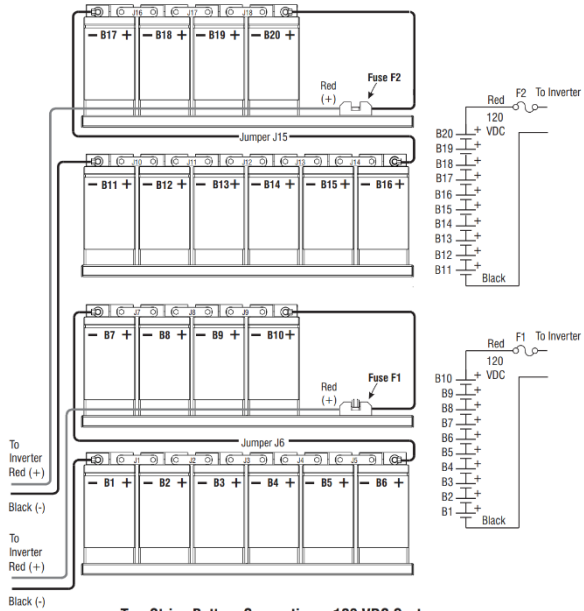 J16 J17 J18
− B17 + − B18 + − B19 + − B20 +
Red
(+)
Fuse F2
Jumper J15
J10 J11 J12 J13 J14
− B11 + − B12 + − B13+ − B14 + − B15 + − B16+
J7 J8 J9
− B7 + − B8 + − B9 + − B10+
Red
(+)
Fuse F1
Jumper J6
J1 J2 J3 J4 J5
− B1 + − B2 + − B3 + − B4 + − B5 + − B6 +
To
Inverter
Red (+)
Black (-)
To
Inverter
Red (+)
Black (-)
F2 To Inverter
Red
120
VDC
B20 +
B19 +
B18 +
B17 +
B16 +
B15 +
B14 +
B13 +
B12 +
B11 +
Black
F1 To Inverter
Red
120
VDC
B10 +
B9 +
B8 +
B7 +
B6 +
B5 +
B4 +
B3 +
B2 +
B1 +
Black